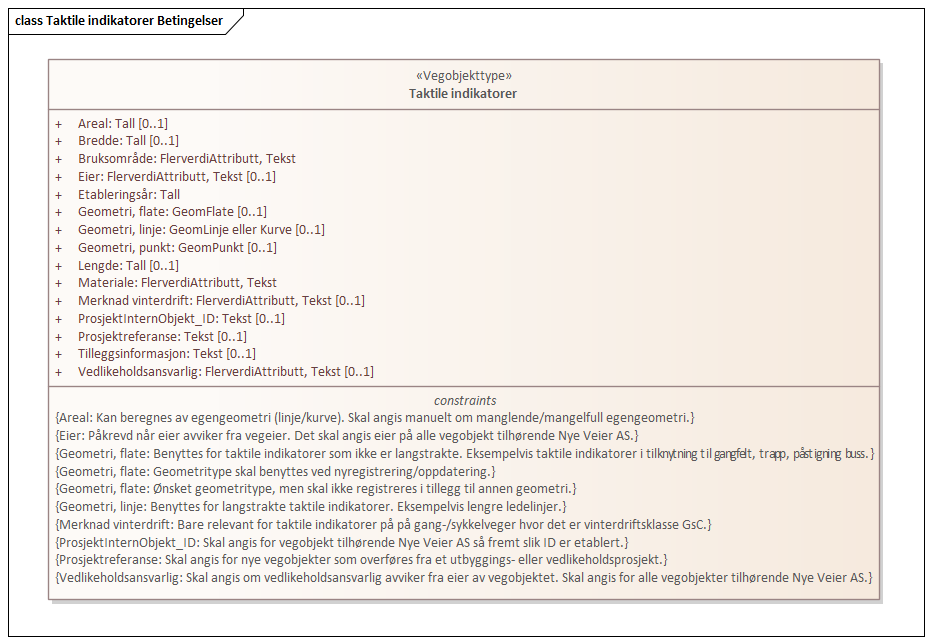 class Taktile indikatorer Betingelser
«Vegobjekttype»
Taktile indikatorer
+ Areal: Tall [0..1]
+ Bredde: Tall [0..1]
+ Bruksområde: FlerverdiAttributt, Tekst
+ Eier: FlerverdiAttributt, Tekst [0..1]
+ Etableringsår: Tall
+ Geometri, flate: GeomFlate [0..1]
+ Geometri, linje: GeomLinje eller Kurve [0..1]
+ Geometri, punkt: GeomPunkt [0..1]
+ Lengde: Tall [0..1]
+ Materiale: FlerverdiAttributt, Tekst
+ Merknad vinterdrift: FlerverdiAttributt, Tekst [0..1]
+ ProsjektInternObjekt_ID: Tekst [0..1]
+ Prosjektreferanse: Tekst [0..1]
+ Tilleggsinformasjon: Tekst [0..1]
+ Vedlikeholdsansvarlig: FlerverdiAttributt, Tekst [0..1]
constraints
{Areal: Kan beregnes av egengeometri (linje/kurve). Skal angis manuelt om manglende/mangelfull egengeometri.}
{Eier: Påkrevd når eier avviker fra vegeier. Det skal angis eier på alle vegobjekt tilhørende Nye Veier AS.}
{Geometri, flate: Benyttes for taktile indikatorer som ikke er langstrakte. Eksempelvis taktile indikatorer i tilknytning til gangfelt, trapp, påstigning buss.}
{Geometri, flate: Geometritype skal benyttes ved nyregistrering/oppdatering.}
{Geometri, flate: Ønsket geometritype, men skal ikke registreres i tillegg til annen geometri.}
{Geometri, linje: Benyttes for langstrakte taktile indikatorer. Eksempelvis lengre ledelinjer.}
{Merknad vinterdrift: Bare relevant for taktile indikatorer på på gang-/sykkelveger hvor det er vinterdriftsklasse GsC.}
{ProsjektInternObjekt_ID: Skal angis for vegobjekt tilhørende Nye Veier AS så fremt slik ID er etablert.}
{Prosjektreferanse: Skal angis for nye vegobjekter som overføres fra et utbyggings- eller vedlikeholdsprosjekt.}
{Vedlikeholdsansvarlig: Skal angis om vedlikeholdsansvarlig avviker fra eier av vegobjektet. Skal angis for alle vegobjekter tilhørende Nye Veier AS.}